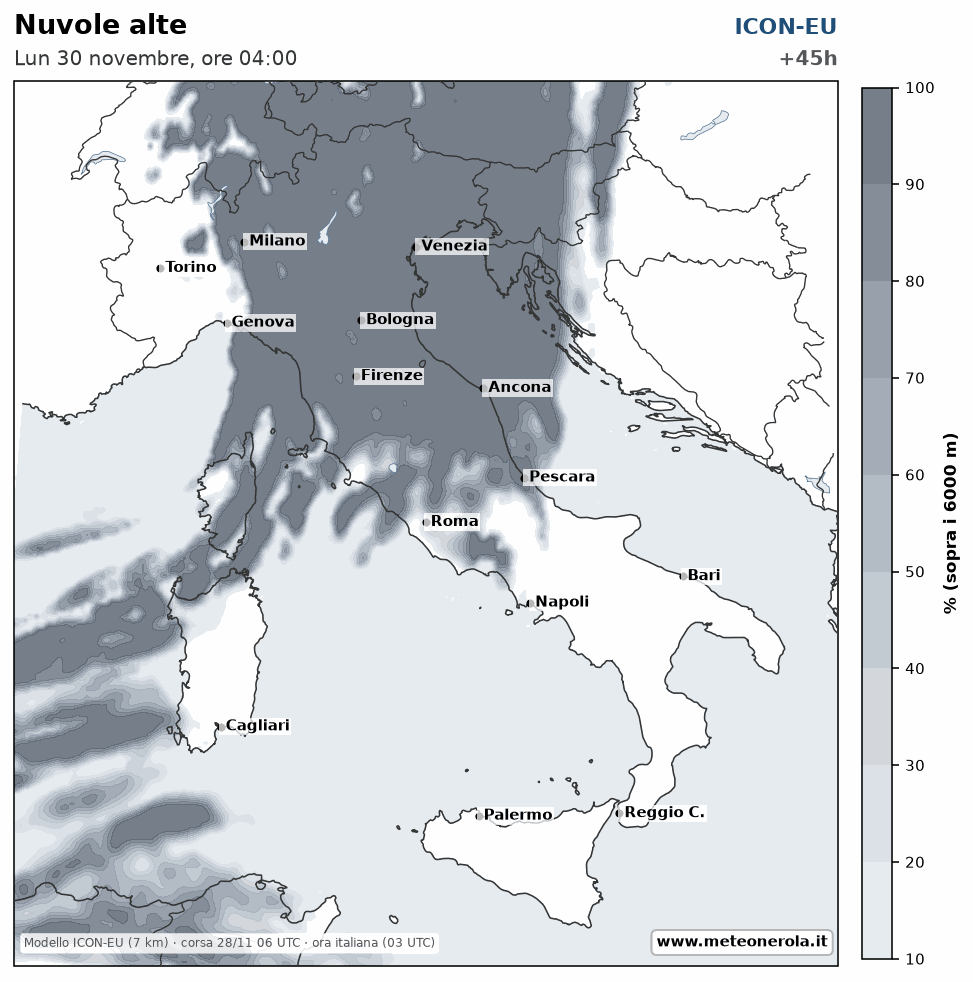 Nuvole alte
ICON-EU
Lun 30 novembre, ore 04:00
+45h
100
90
80
70
60
50
40
30
20
10
% (sopra i 6000 m)
Milano
Venezia
Torino
Genova
Bologna
Firenze
Ancona
Pescara
Roma
Bari
Napoli
Cagliari
Palermo
Reggio C.
Modello ICON-EU (7 km) · corsa 28/11 06 UTC · ora italiana (03 UTC)
www.meteonerola.it